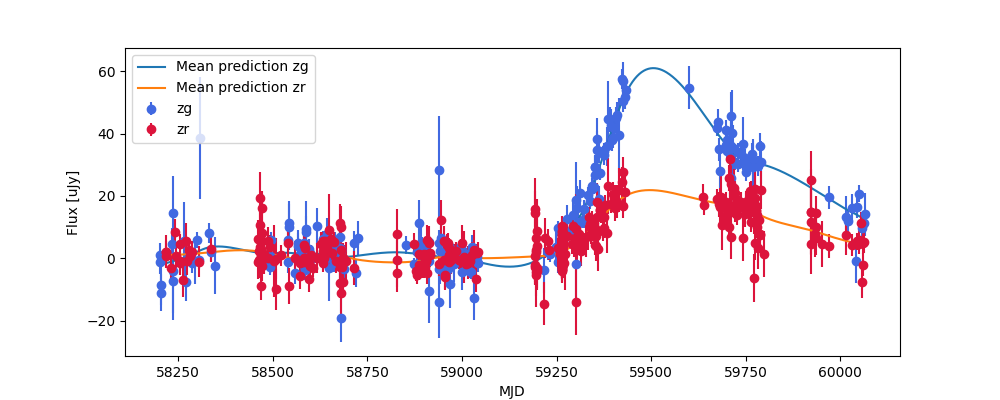 Mean prediction zg
Mean prediction zr
zg
zr
Flux [uJy]
60
40
20
0
−20
58250
58500
58750
59000
59250
59500
59750
60000
MJD